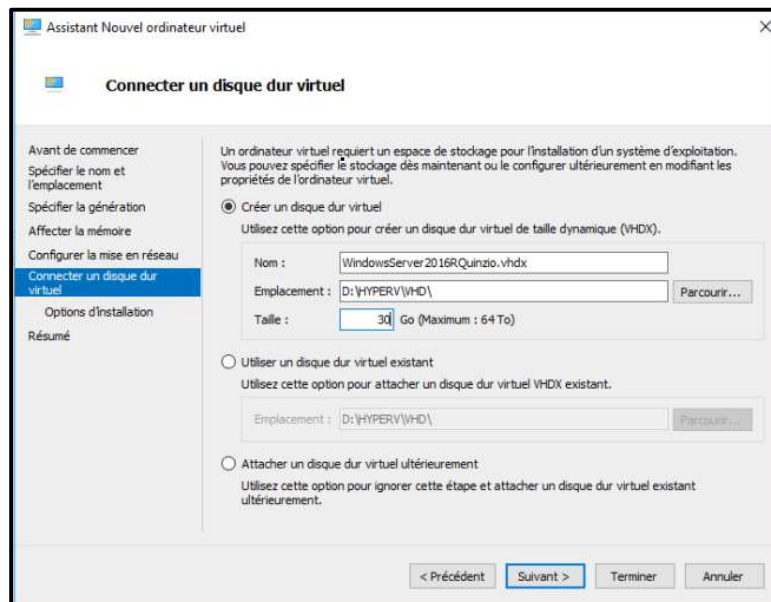 Assistant Nouvel ordinateur virtuel
Connecter un disque dur virtuel
Avant de commencer
Spécifier le nom et
l'emplacement
Spécifier la génération
Affecter la mémoire
Configurer la mise en réseau
Connecter un disque dur
virtuel
Options d'installation
Résumé
Un ordinateur virtuel requiert un espace de stockage pour l'installation d'un système d'exploitation.
Vous pouvez spécifier le stockage dès maintenant ou le configurer ultérieurement en modifiant les
propriétés de l'ordinateur virtuel.
Créer un disque dur virtuel
Utilisez cette option pour créer un disque dur virtuel de taille dynamique (VHDX).
Nom : WindowsServer2016RQuinzio.vhdx
Emplacement : D:\HYPERV\VHD\ Parcourir...
Taille : 30 Go (Maximum : 64 To)
Utiliser un disque dur virtuel existant
Utilisez cette option pour attacher un disque dur virtuel VHDX existant.
Emplacement : D:\HYPERV\VHD\ Parcourir...
Attacher un disque dur virtuel ultérieurement
Utilisez cette option pour ignorer cette étape et attacher un disque dur virtuel existant
ultérieurement.
< Précédent Suivant > Terminer Annuler